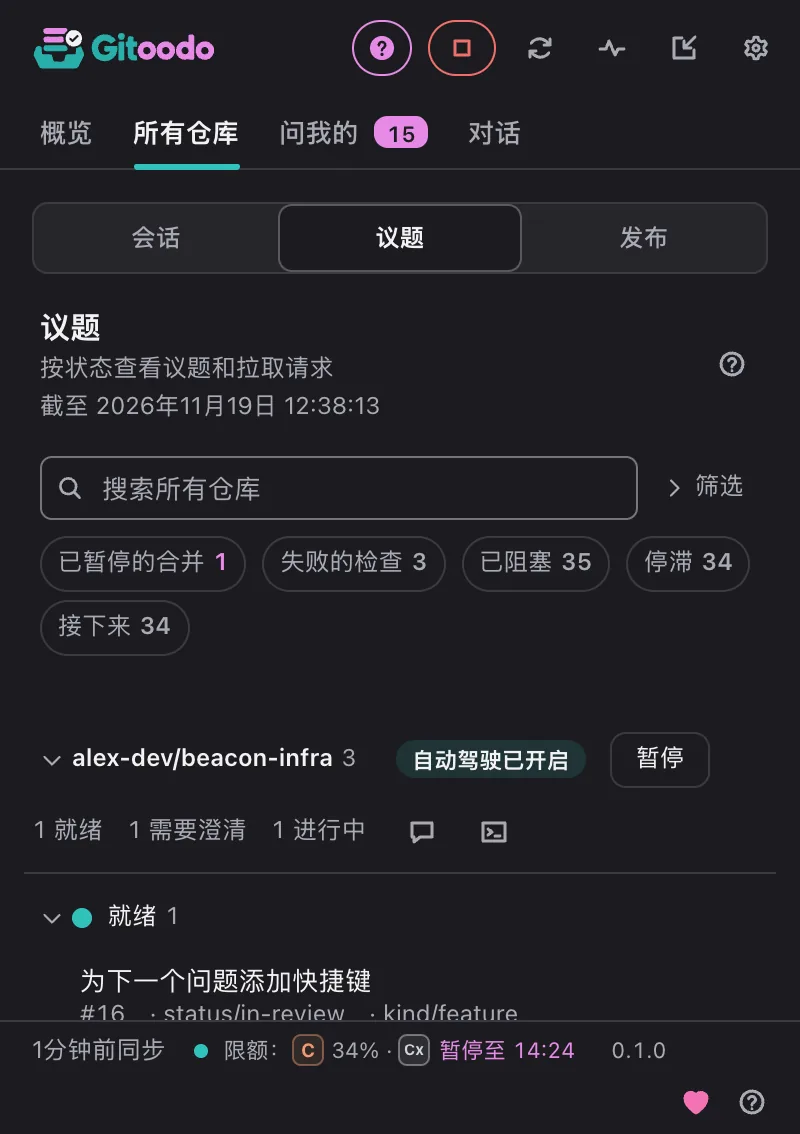 Gitoodo
概览 所有仓库 问我的 15 对话
会话 议题 发布
议题
按状态查看议题和拉取请求
截至 2026年11月19日 12:38:13
搜索所有仓库 筛选
已暂停的合并 1 失败的检查 3 已阻塞 35 停滞 34
接下来 34
alex-dev/beacon-infra 3 自动驾驶已开启 暂停
1 就绪 1 需要澄清 1 进行中
就绪 1
为下一个问题添加快捷键
#16 · status/in-review · kind/feature
1分钟前同步 限额: C 34% · Cx 暂停至 14:24 0.1.0